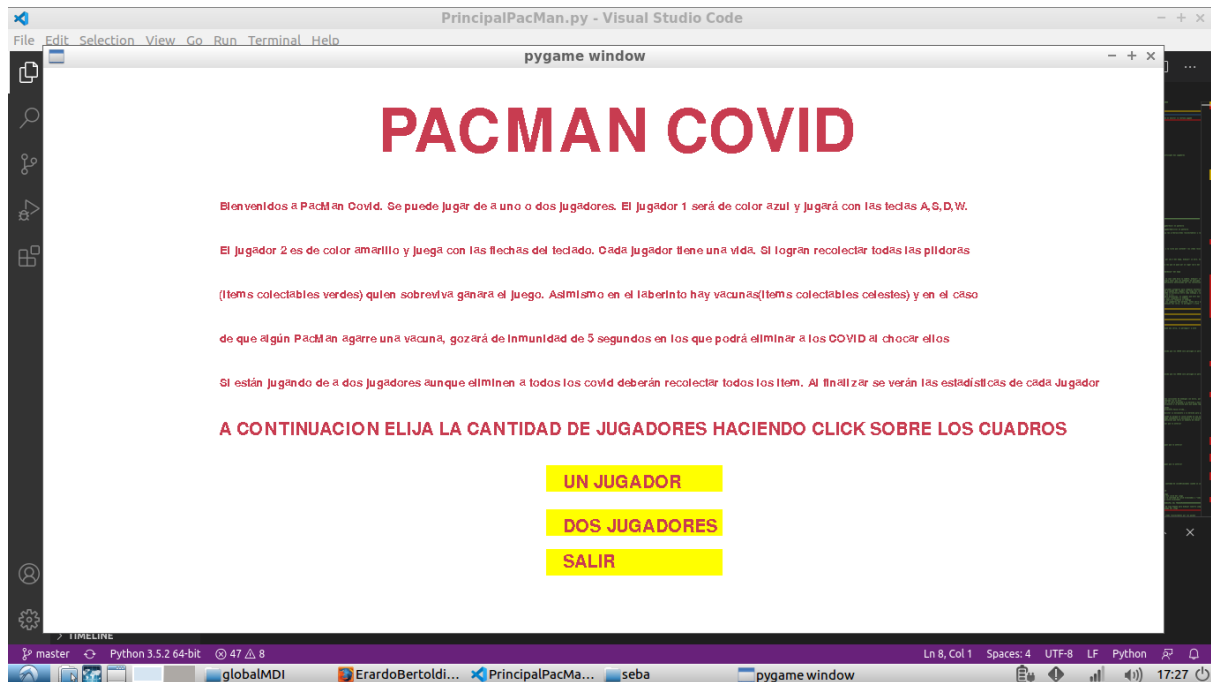 PrincipalPacMan.py - Visual Studio Code
File Edit Selection View Go Run Terminal Help
pygame window
PACMAN COVID
Bienvenidos a PacMan Covid. Se puede jugar de a uno o dos jugadores. El jugador 1 será de color azul y jugará con las teclas A,S,D,W.
El jugador 2 es de color amarillo y juega con las flechas del teclado. Cada jugador tiene una vida. Si logran recolectar todas las pildoras
(items colectables verdes) quien sobreviva ganara el juego. Asimismo en el laberinto hay vacunas(items colectables celestes) y en el caso
de que algún PacMan agarre una vacuna, gozará de inmunidad de 5 segundos en los que podrá eliminar a los COVID al chocar ellos
Si están jugando de a dos jugadores aunque eliminen a todos los covid deberán recolectar todos los item. Al finalizar se verán las estadísticas de cada Jugador
A CONTINUACION ELIJA LA CANTIDAD DE JUGADORES HACIENDO CLICK SOBRE LOS CUADROS
UN JUGADOR
DOS JUGADORES
SALIR
TIMELINE
master Python 3.5.2 64-bit 47 8 Ln 8, Col 1 Spaces: 4 UTF-8 LF Python
globalMDI ErardoBertoldi... PrincipalPacMa... seba pygame window 17:27